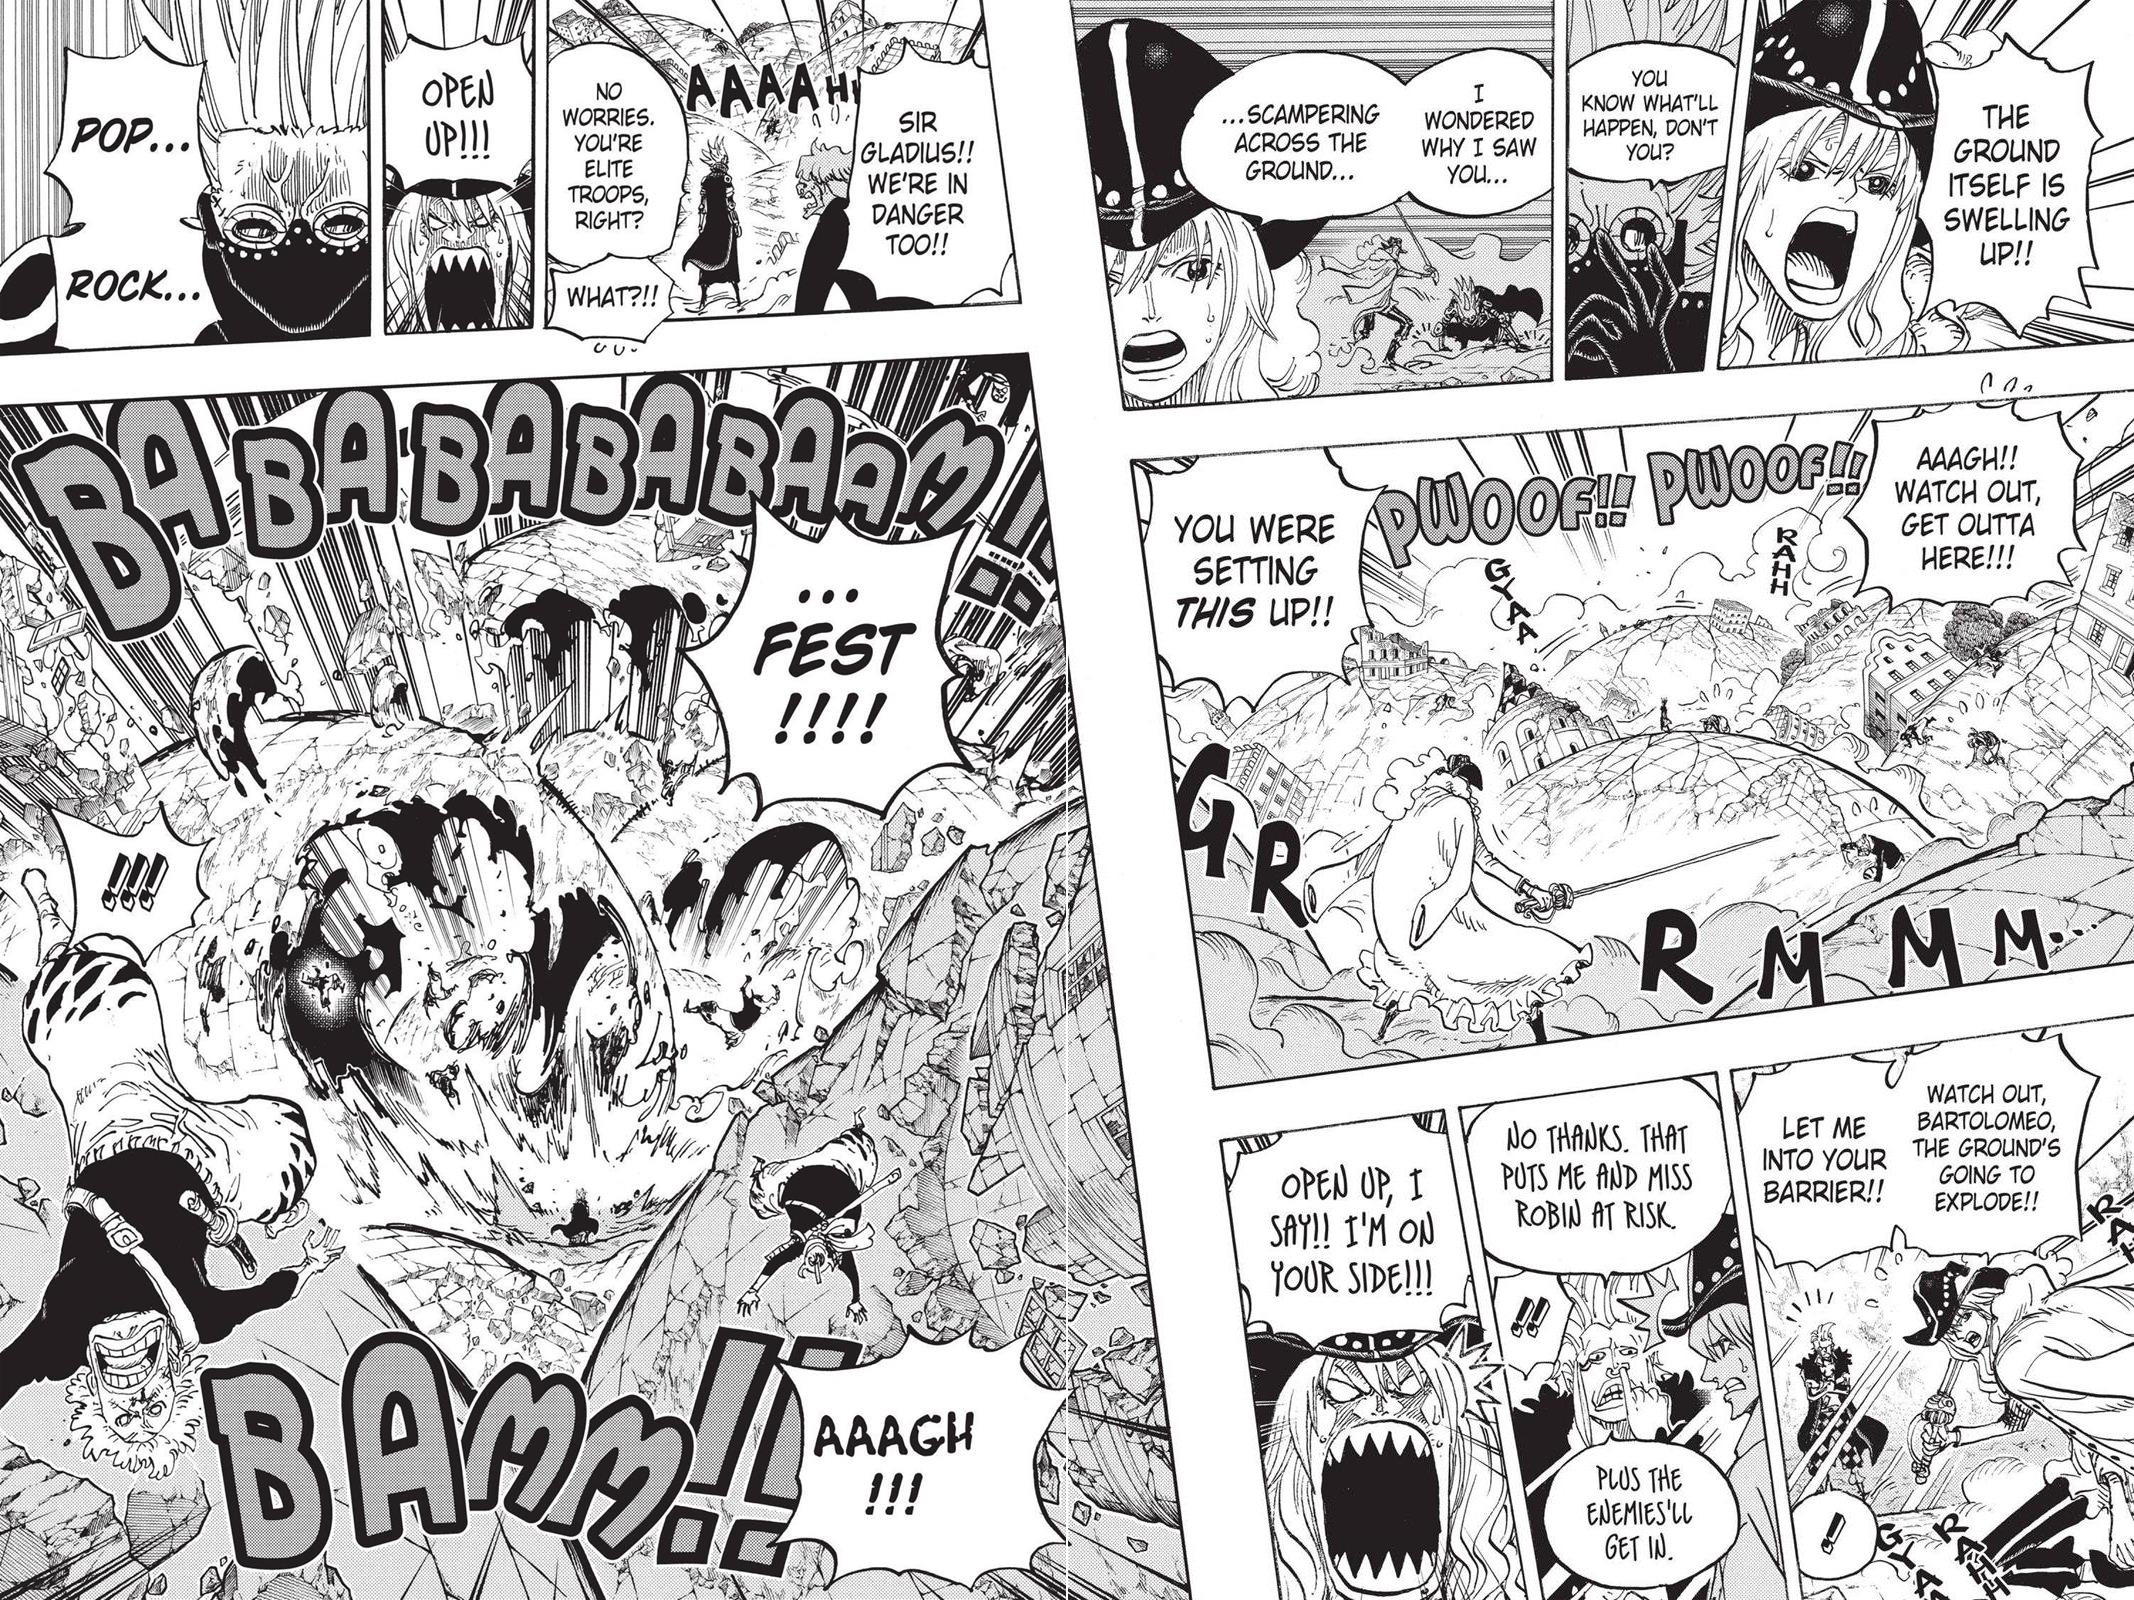 THE
GROUND
ITSELF IS
SWELLING
UP!!
YOU
KNOW WHAT'LL
HAPPEN, DON'T
YOU?
I
WONDERED
WHY I SAW
YOU...
...SCAMPERING
ACROSS THE
GROUND...
AAAGH!!
WATCH OUT,
GET OUTTA
HERE!!!
PWOOF!!
PWOOF!!
RAHH
GYAA
YOU WERE
SETTING
THIS UP!!
GRRMMM...
WATCH OUT,
BARTOLOMEO,
THE GROUND'S
GOING TO
EXPLODE!!
LET ME
INTO YOUR
BARRIER!!
!!
NO THANKS. THAT
PUTS ME AND MISS
ROBIN AT RISK.
!!
PLUS THE
ENEMIES'LL
GET IN.
OPEN UP, I
SAY!! I'M ON
YOUR SIDE!!!
SIR
GLADIUS!!
WE'RE IN
DANGER
TOO!!
AAAAH!
NO
WORRIES.
YOU'RE
ELITE
TROOPS,
RIGHT?
WHAT?!!
OPEN
UP!!!
POP...
ROCK...
BABABABABAAAM!!
...
FEST
!!!!
!!!
BAMM!!
AAAGH
!!!